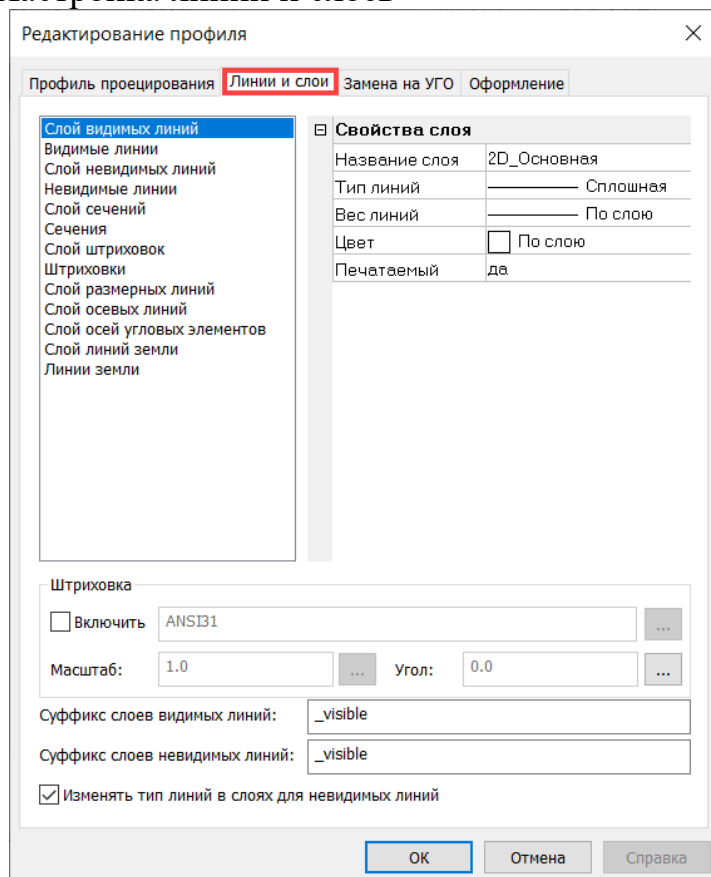 Настройка линий и слоев
Редактирование профиля
Профиль проецирования Линии и слои Замена на УГО Оформление
Слой видимых линий
Видимые линии
Слой невидимых линий
Невидимые линии
Слой сечений
Сечения
Слой штриховок
Штриховки
Слой размерных линий
Слой осевых линий
Слой осей угловых элементов
Слой линий земли
Линии земли
Свойства слоя
Название слоя 2D_Основная
Тип линий Сплошная
Вес линий По слою
Цвет По слою
Печатаемый да
Штриховка
Включить ANSI31 ...
Масштаб: 1.0 ... Угол: 0.0 ...
Суффикс слоев видимых линий: _visible
Суффикс слоев невидимых линий: _visible
Изменять тип линий в слоях для невидимых линий
ОК Отмена Справка